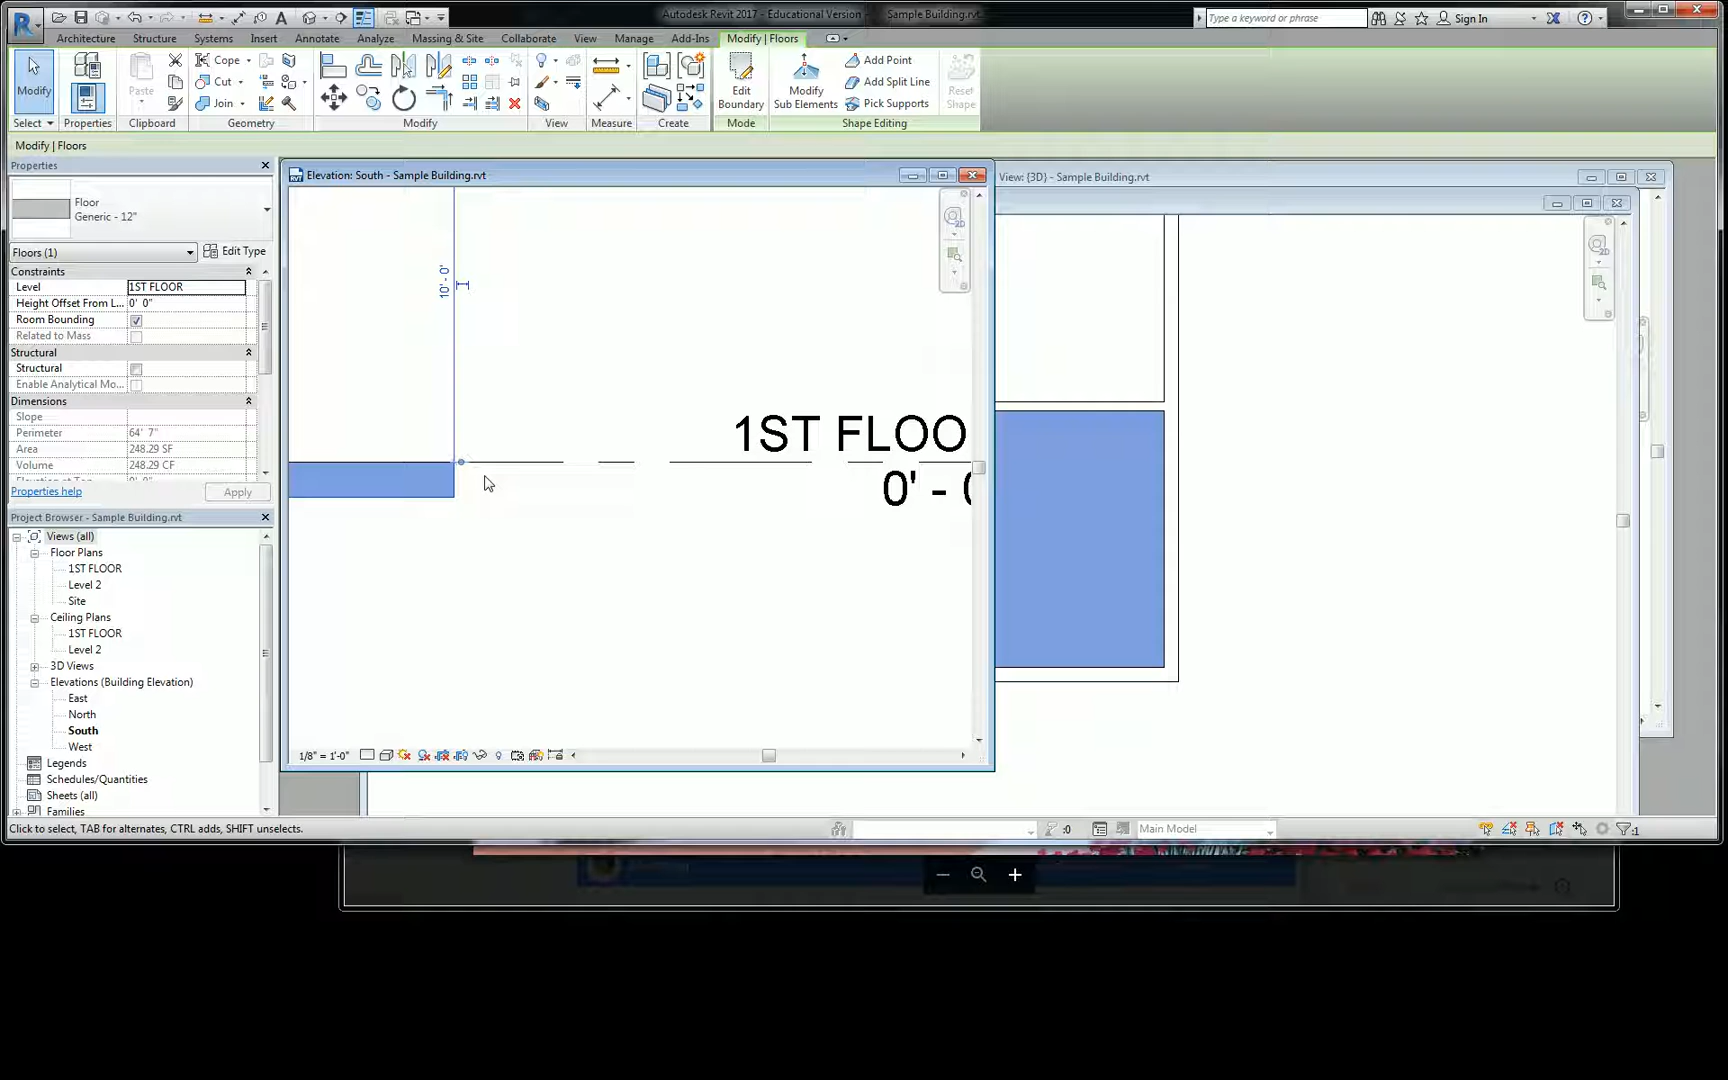 Autodesk Revit 2017 - Educational Version - Sample Building.rvt
Type a keyword or phrase
Sign In
Architecture Structure Systems Insert Annotate Analyze Massing & Site Collaborate View Manage Add-Ins Modify | Floors
Modify
Paste
Cope
Cut
Join
Edit
Boundary
Modify
Sub Elements
Add Point
Add Split Line
Pick Supports
Reset
Shape
Select Properties Clipboard Geometry Modify View Measure Create Mode Shape Editing
Modify | Floors
Properties
Floor
Generic - 12"
Floors (1)
Edit Type
Constraints
Level 1ST FLOOR
Height Offset From L... 0' 0"
Room Bounding
Related to Mass
Structural
Structural
Enable Analytical Mo...
Dimensions
Slope
Perimeter 64' 7"
Area 248.29 SF
Volume 248.29 CF
Properties help
Apply
Project Browser - Sample Building.rvt
Views (all)
Floor Plans
1ST FLOOR
Level 2
Site
Ceiling Plans
1ST FLOOR
Level 2
3D Views
Elevations (Building Elevation)
East
North
South
West
Legends
Schedules/Quantities
Sheets (all)
Families
Elevation: South - Sample Building.rvt
View: {3D} - Sample Building.rvt
2D
10' - 0"
1ST FLOO
0' - 
1/8" = 1'-0"
Click to select, TAB for alternates, CTRL adds, SHIFT unselects.
:0
Main Model
:1